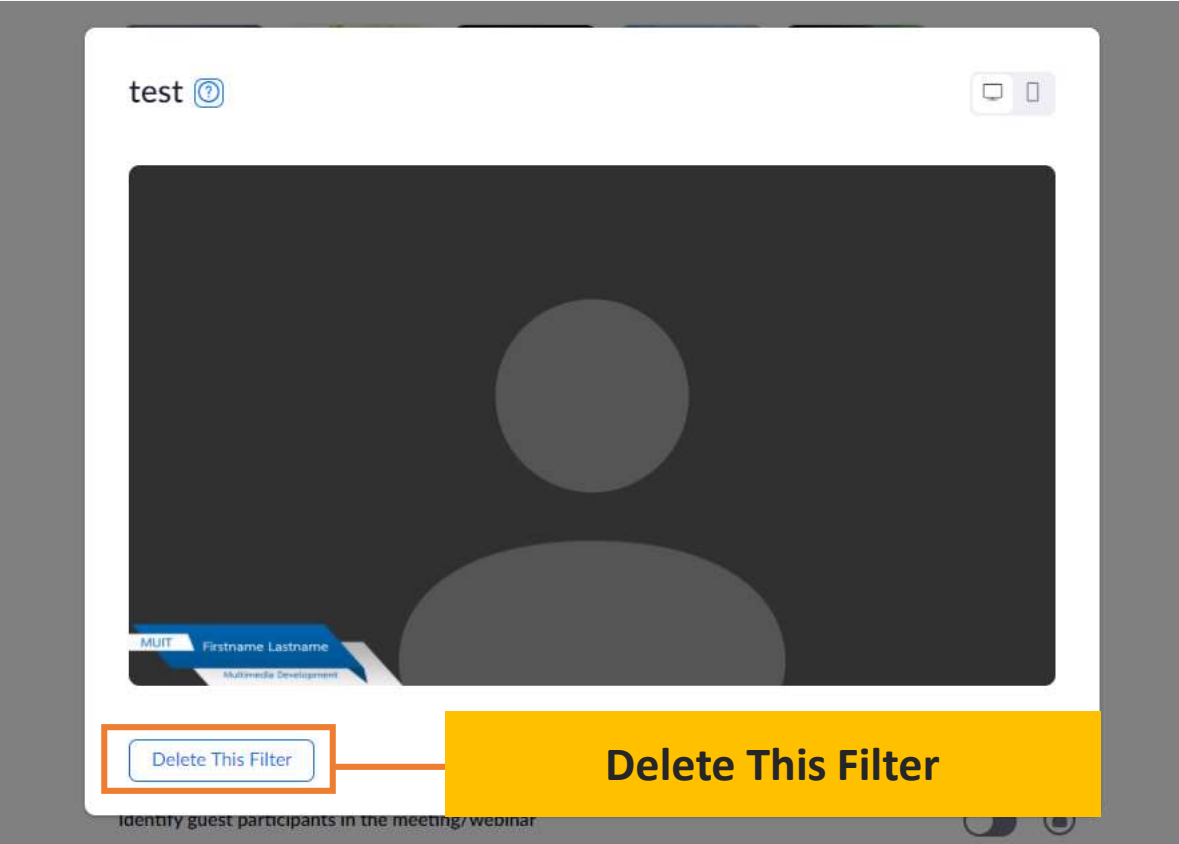 test
MUIT
Firstname Lastname
Multimedia Development
Delete This Filter
Delete This Filter
Identify guest participants in the meeting/webinar